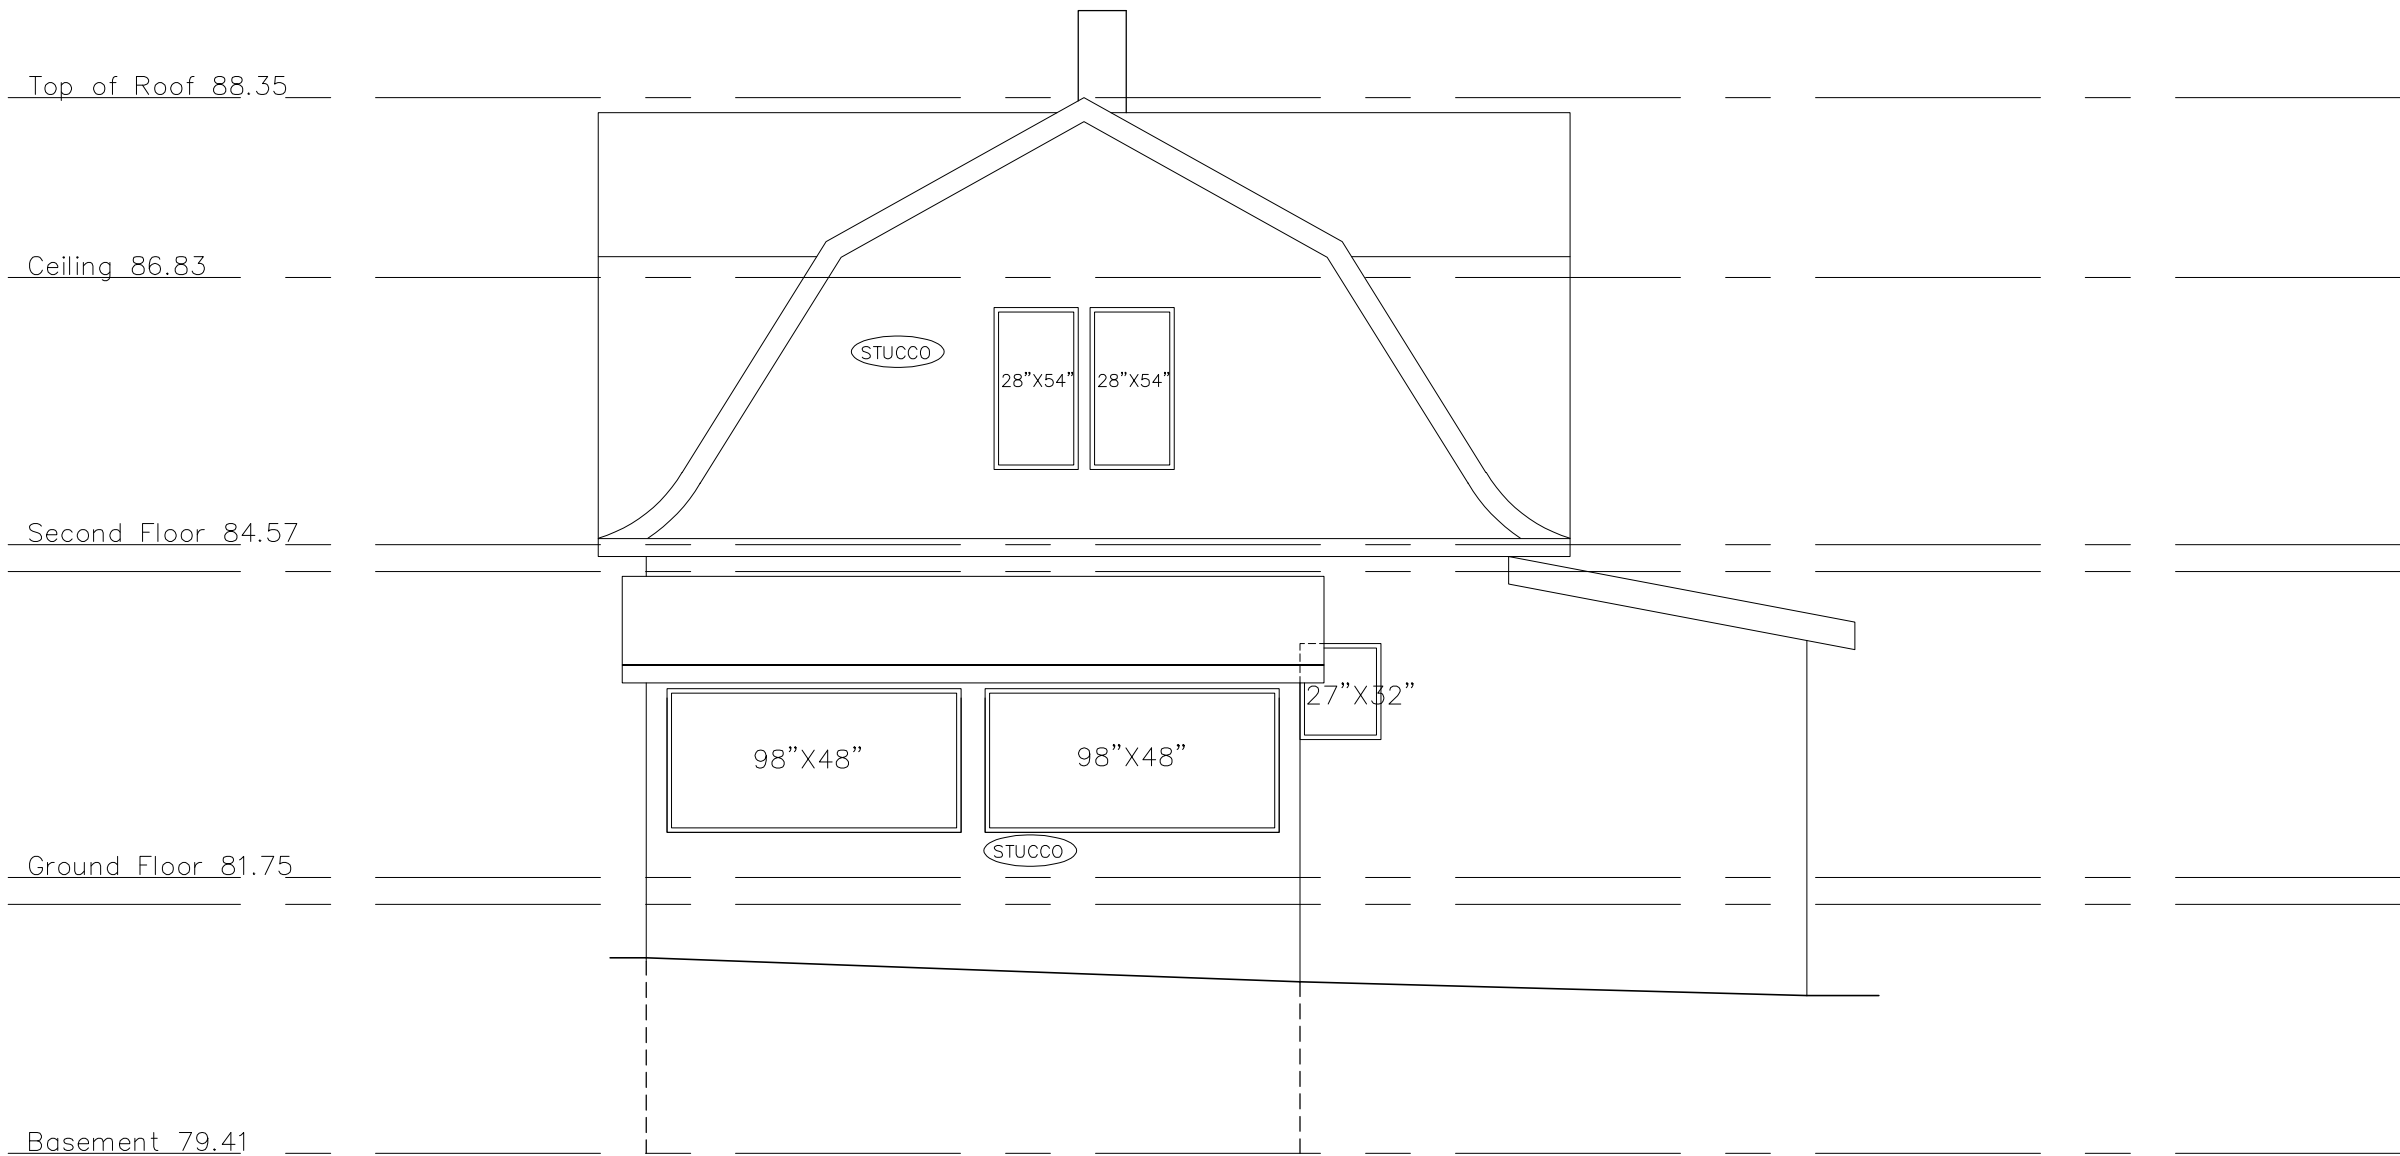 Top of Roof 88.35
Ceiling 86.83
STUCCO
28”X54” 28”X54”
Second Floor 84.57
27”X32”
98”X48” 98”X48”
STUCCO
Ground Floor 81.75
Basement 79.41